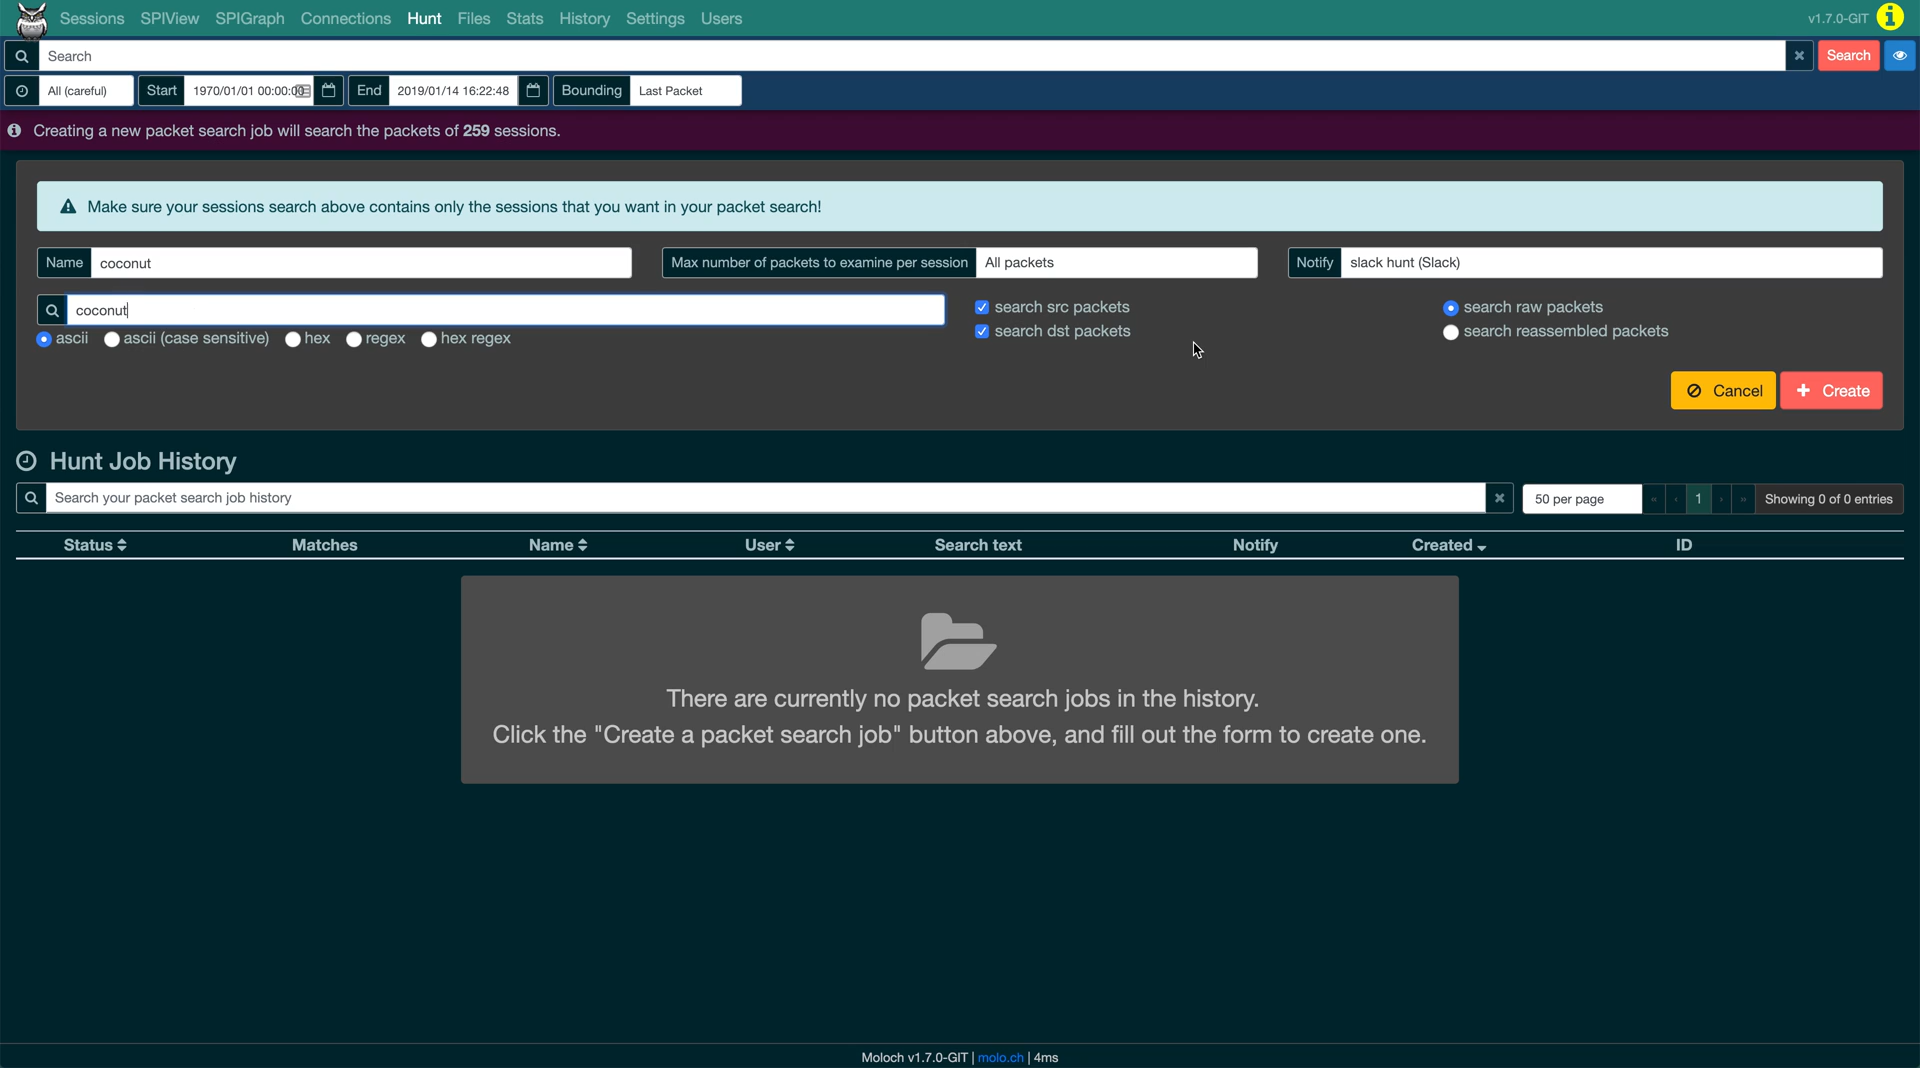 Sessions SPIView SPIGraph Connections Hunt Files Stats History Settings Users v1.7.0-GIT
Search Search
All (careful) Start 1970/01/01 00:00:00 End 2019/01/14 16:22:48 Bounding Last Packet
Creating a new packet search job will search the packets of 259 sessions.
Make sure your sessions search above contains only the sessions that you want in your packet search!
Name coconut Max number of packets to examine per session All packets Notify slack hunt (Slack)
coconut search src packets search raw packets
ascii ascii (case sensitive) hex regex hex regex search dst packets search reassembled packets
Cancel Create
Hunt Job History
Search your packet search job history 50 per page « ‹ 1 › » Showing 0 of 0 entries
Status Matches Name User Search text Notify Created ID
There are currently no packet search jobs in the history.
Click the "Create a packet search job" button above, and fill out the form to create one.
Moloch v1.7.0-GIT | molo.ch | 4ms